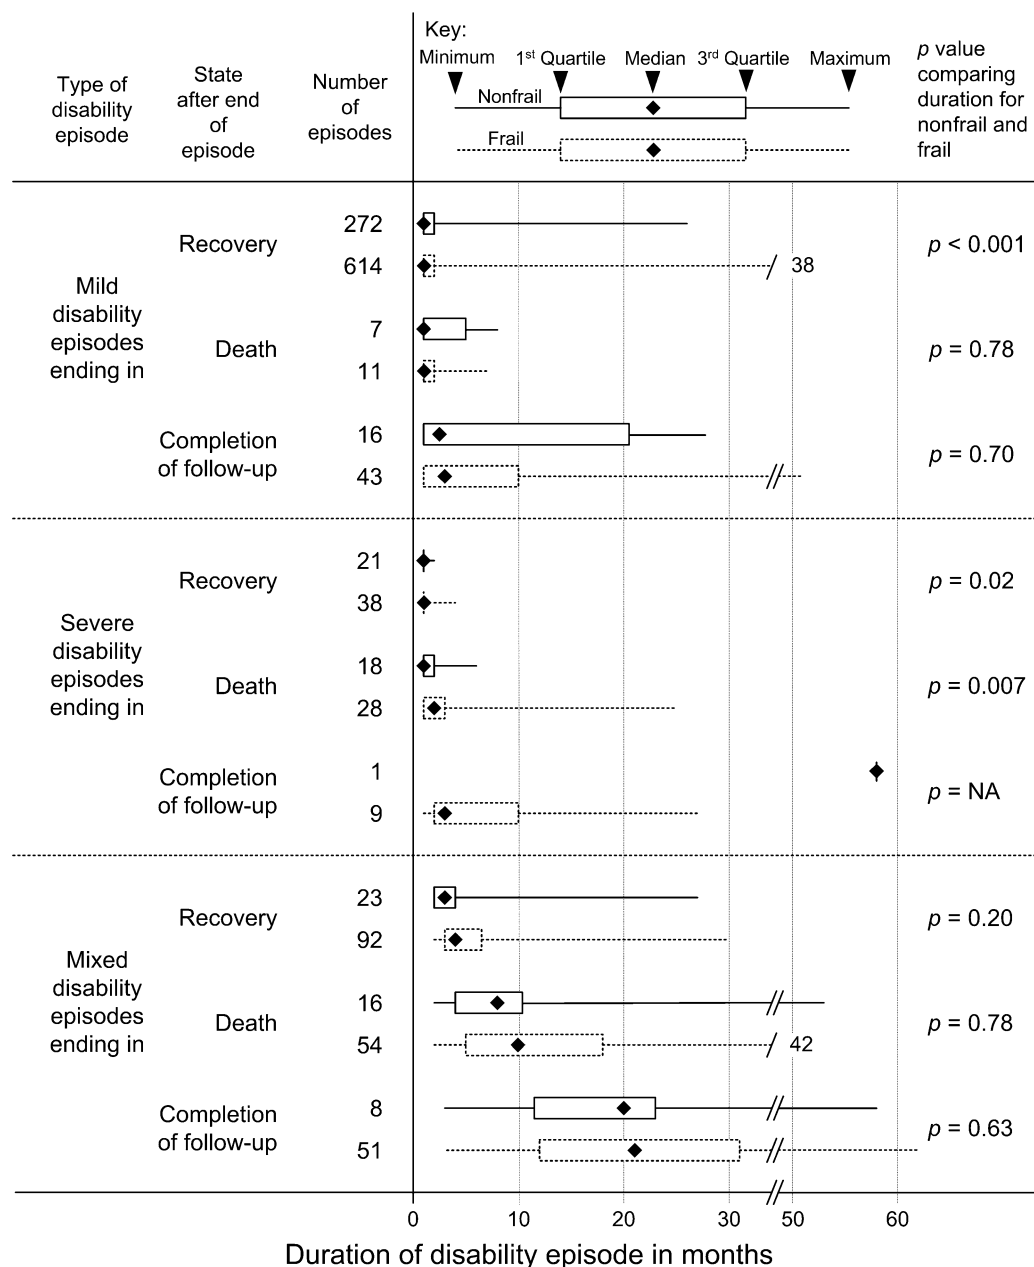 Key:
Minimum 1st Quartile Median 3rd Quartile Maximum
Nonfrail
Frail
Type of
disability
episode
State
after end
of
episode
Number
of
episodes
p value
comparing
duration for
nonfrail and
frail
Mild
disability
episodes
ending in
Recovery
272
614
38
p < 0.001
Death
7
11
p = 0.78
Completion
of follow-up
16
43
p = 0.70
Severe
disability
episodes
ending in
Recovery
21
38
p = 0.02
Death
18
28
p = 0.007
Completion
of follow-up
1
9
p = NA
Mixed
disability
episodes
ending in
Recovery
23
92
p = 0.20
Death
16
54
42
p = 0.78
Completion
of follow-up
8
51
p = 0.63
0 10 20 30 50 60
Duration of disability episode in months